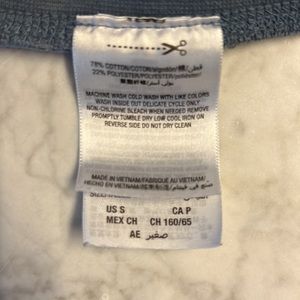 78% COTTON/COTON/algodón/棉/قطن
22% POLYESTER/POLYESTER/poliéster/
MACHINE WASH COLD WASH WITH LIKE COLORS
WASH INSIDE OUT DELICATE CYCLE ONLY
NON-CHLORINE BLEACH WHEN NEEDED REMOVE
PROMPTLY TUMBLE DRY LOW COOL IRON ON
REVERSE SIDE DO NOT DRY CLEAN
MADE IN VIETNAM/FABRIQUÉ AU VIETNAM/
HECHO EN VIETNAM/
US S CA P
MEX CH CH 160/65
AE صغير